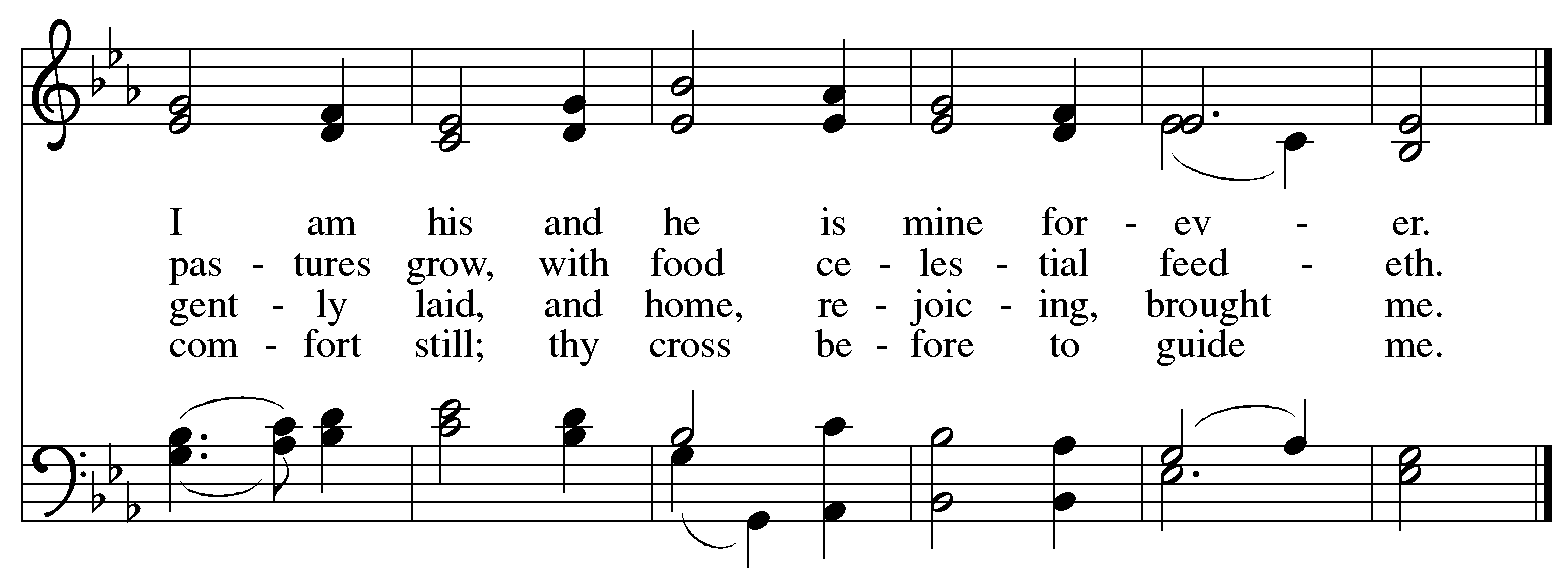 I am his and he is mine for - ev - er.
pas - tures grow, with food ce - les - tial feed - eth.
gent - ly laid, and home, re - joic - ing, brought me.
com - fort still; thy cross be - fore to guide me.